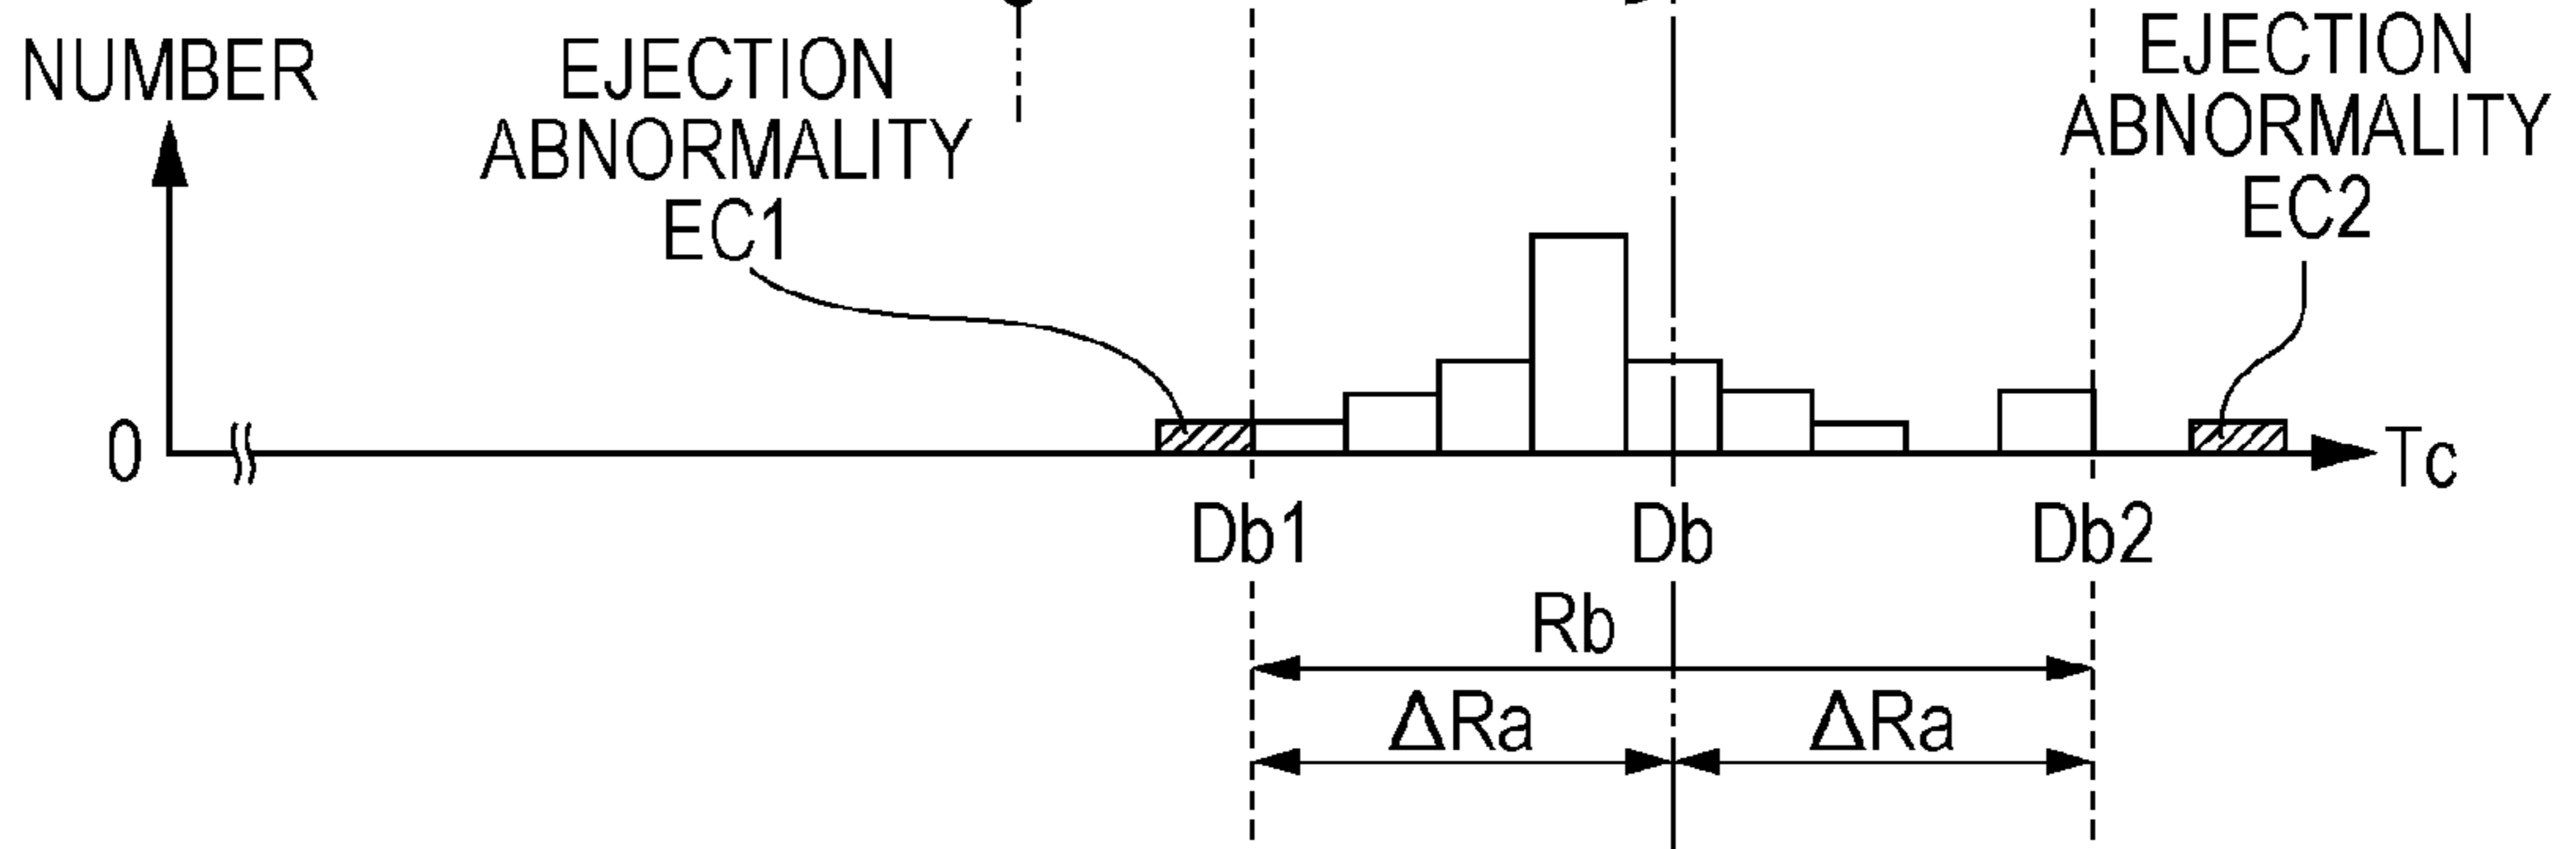 NUMBER
EJECTION
ABNORMALITY
EC1
EJECTION
ABNORMALITY
EC2
0
Tc
Db1
Db
Db2
Rb
ΔRa
ΔRa